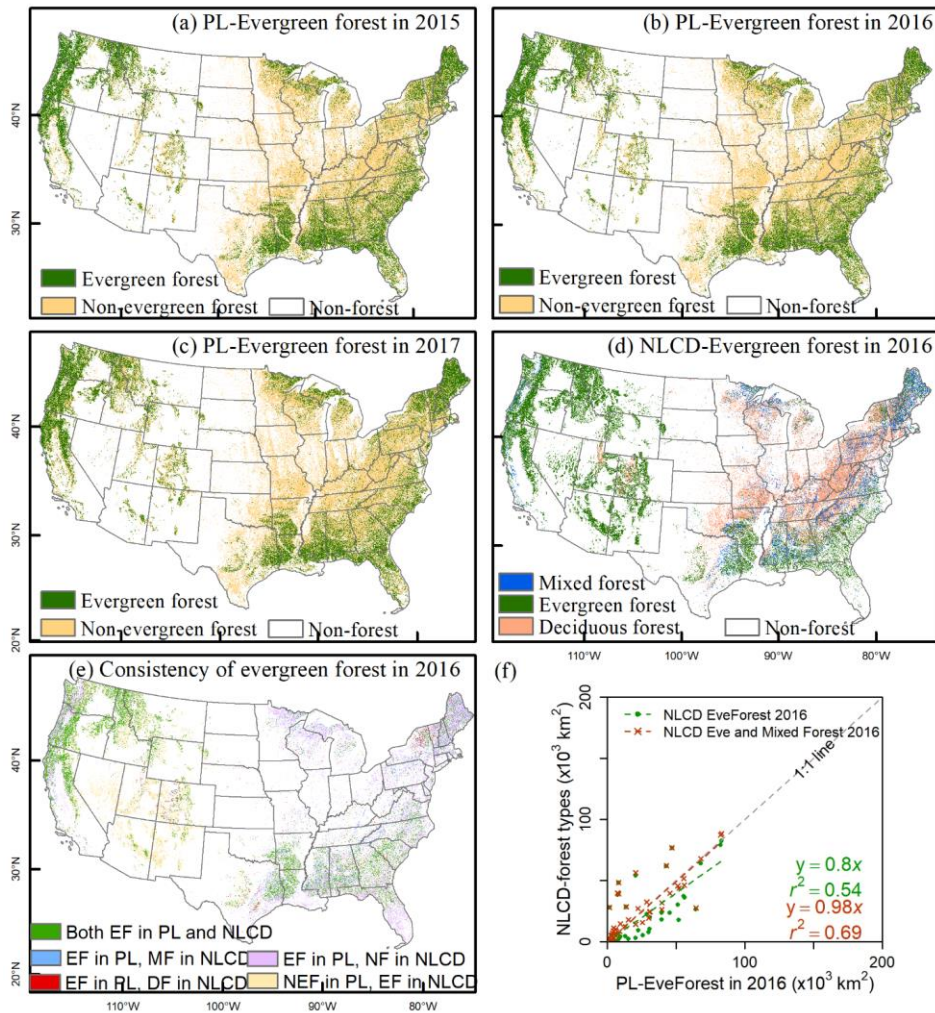 (a) PL-Evergreen forest in 2015
40°N
30°N
Evergreen forest
Non-evergreen forest
Non-forest
(b) PL-Evergreen forest in 2016
Evergreen forest
Non-evergreen forest
Non-forest
(c) PL-Evergreen forest in 2017
40°N
30°N
20°N
Evergreen forest
Non-evergreen forest
Non-forest
(d) NLCD-Evergreen forest in 2016
Mixed forest
Evergreen forest
Deciduous forest
Non-forest
110°W 100°W 90°W 80°W
(e) Consistency of evergreen forest in 2016
40°N
30°N
20°N
Both EF in PL and NLCD
EF in PL, MF in NLCD
EF in PL, NF in NLCD
EF in PL, DF in NLCD
NEF in PL, EF in NLCD
110°W 100°W 90°W 80°W
(f)
NLCD EveForest 2016
NLCD Eve and Mixed Forest 2016
1:1 line
y = 0.8x
r² = 0.54
y = 0.98x
r² = 0.69
NLCD-forest types (x10³ km²)
200
100
0
0 100 200
PL-EveForest in 2016 (x10³ km²)